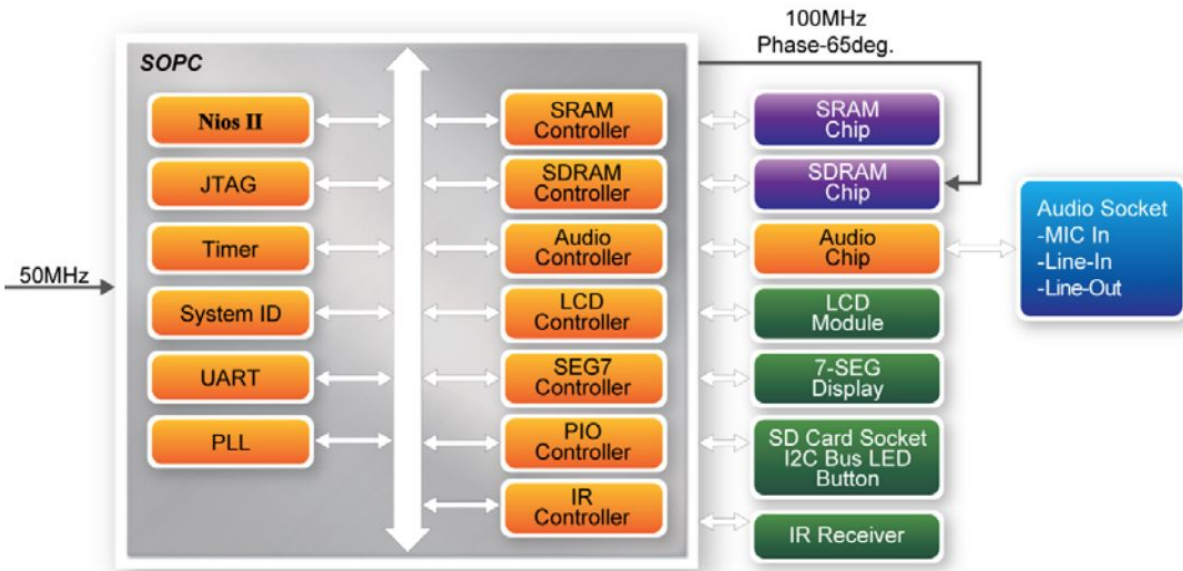 100MHz
Phase-65deg.
SOPC
Nios II
JTAG
Timer
System ID
UART
PLL
50MHz
SRAM
Controller
SDRAM
Controller
Audio
Controller
LCD
Controller
SEG7
Controller
PIO
Controller
IR
Controller
SRAM
Chip
SDRAM
Chip
Audio
Chip
LCD
Module
7-SEG
Display
SD Card Socket
I2C Bus LED
Button
IR Receiver
Audio Socket
-MIC In
-Line-In
-Line-Out